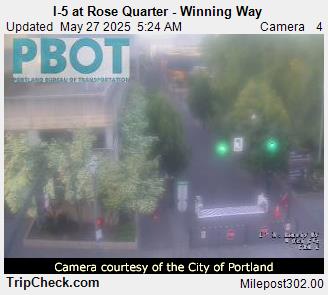 I-5 at Rose Quarter - Winning Way
Updated May 27 2025 5:24 AM Camera 4
PBOT
PORTLAND BUREAU OF TRANSPORTATION
Camera courtesy of the City of Portland
TripCheck.com Milepost302.00